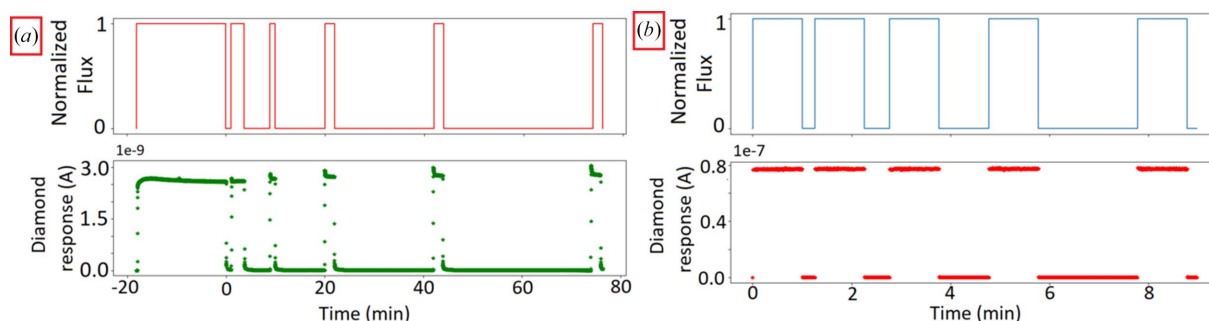 (a)
Normalized
Flux
1
0
1e-9
Diamond
response (A)
3.0
1.5
0.0
-20 0 20 40 60 80
Time (min)
(b)
Normalized
Flux
1
0
1e-7
Diamond
response (A)
0.8
0.4
0.0
0 2 4 6 8
Time (min)